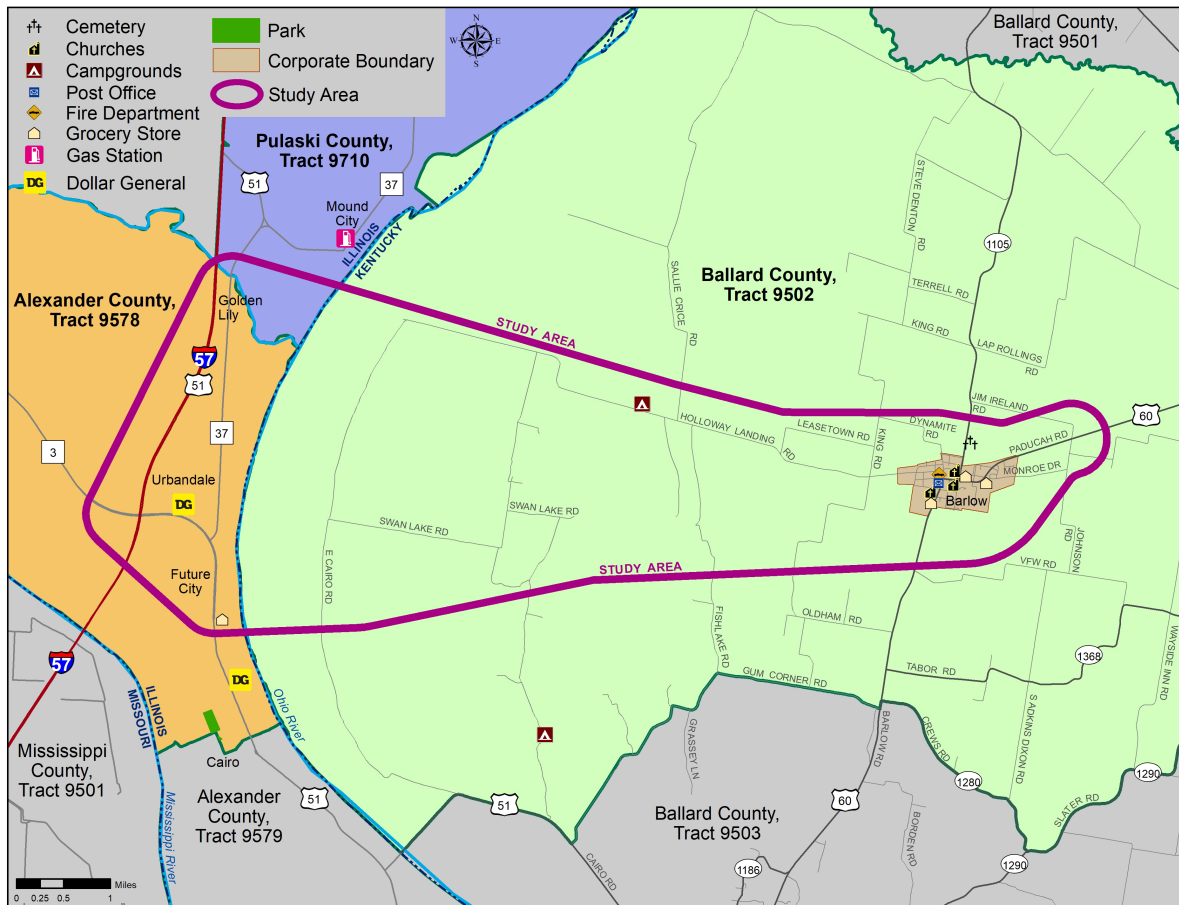 Cemetery
Churches
Campgrounds
Post Office
Fire Department
Grocery Store
Gas Station
DG Dollar General
Park
Corporate Boundary
Study Area
N
W E
S
Ballard County,
Tract 9501
Pulaski County,
Tract 9710
51
37
Mound
City
ILLINOIS
KENTUCKY
STEVE DENTON RD
1105
SALLIE CRICE RD
Ballard County,
Tract 9502
TERRELL RD
KING RD
LAP ROLLINGS
RD
Alexander County,
Tract 9578
Golden
Lily
STUDY AREA
57
51
37
3
JIM IRELAND
RD
60
HOLLOWAY LANDING
RD
LEASETOWN RD
DYNAMITE
RD
KING RD
PADUCAH RD
MONROE DR
Barlow
Urbandale
DG
SWAN LAKE RD
SWAN LAKE RD
E CAIRO RD
JOHNSON
RD
Future
City
STUDY AREA
VFW RD
FISHLAKE RD
OLDHAM RD
WAYSIDE INN RD
1368
57
DG
TABOR RD
GUM CORNER RD
ILLINOIS
MISSOURI
Ohio River
S ADKINS DIXON RD
BARLOW RD
CREWS RD
GRASSEY LN
Mississippi
County,
Tract 9501
Cairo
1280
1290
SLATER RD
Mississippi River
Alexander
County,
Tract 9579
51
51
60
Ballard County,
Tract 9503
BORDEN RD
CAIRO RD
1186
1290
Miles
0 0.25 0.5 1